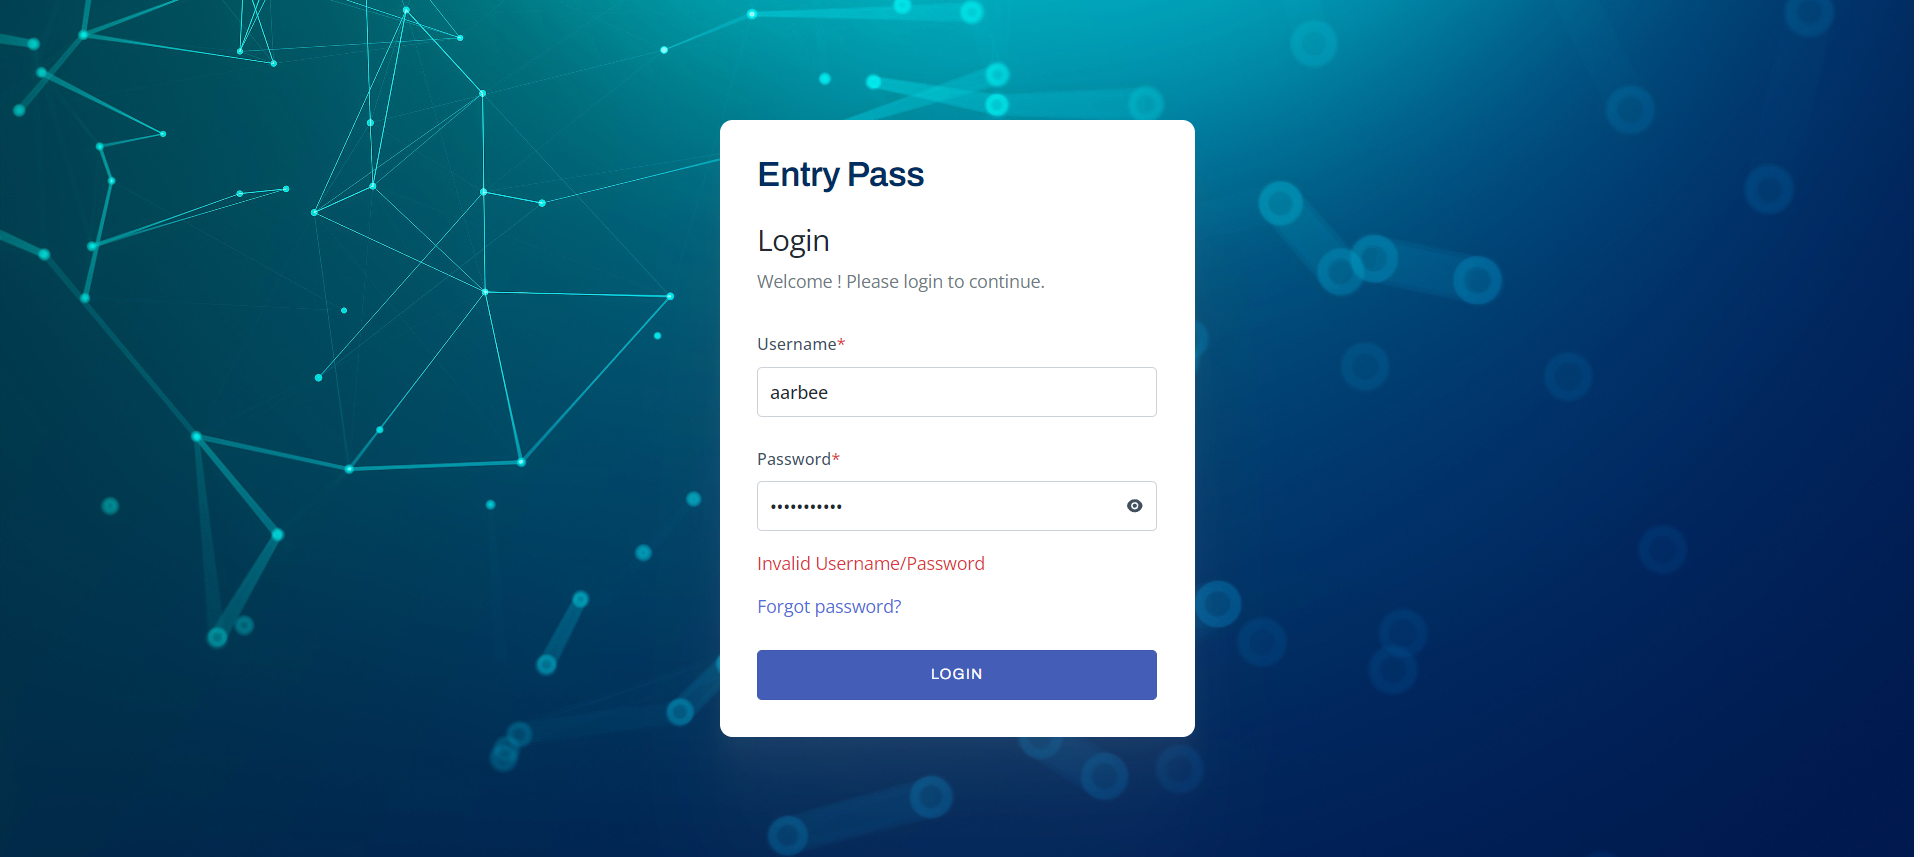 Entry Pass
Login
Welcome ! Please login to continue.
Username*
aarbee
Password*
•••••••••••
Invalid Username/Password
Forgot password?
LOGIN